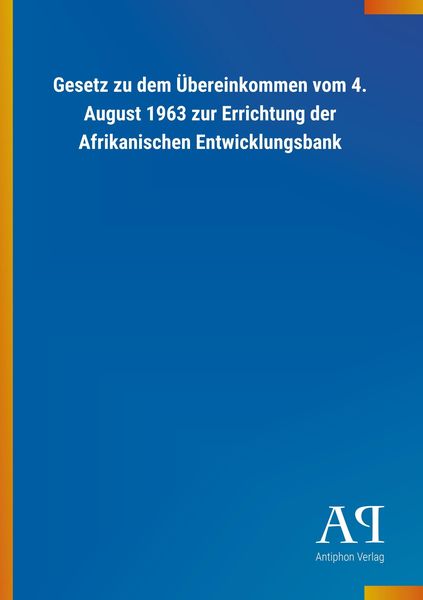 Gesetz zu dem Übereinkommen vom 4.
August 1963 zur Errichtung der
Afrikanischen Entwicklungsbank
AP
Antiphon Verlag